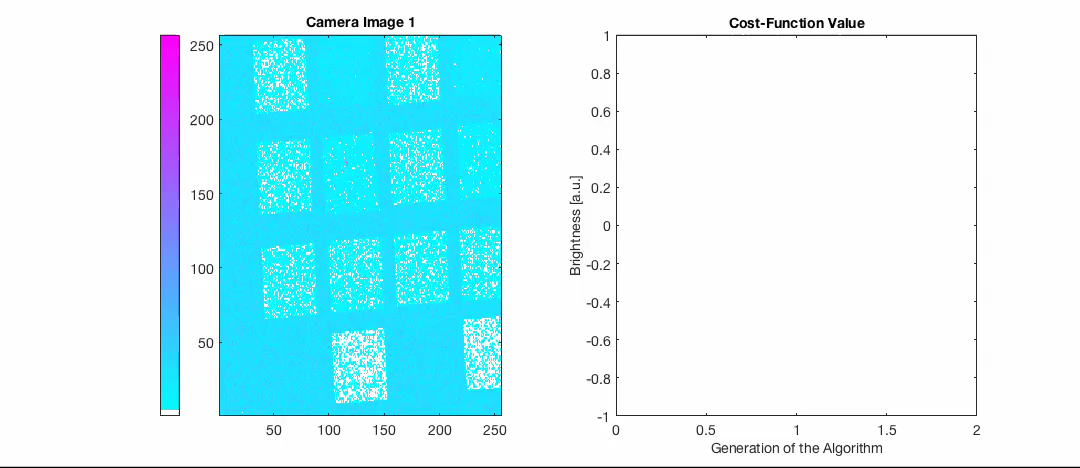 Camera Image 1
250
200
150
100
50
50 100 150 200 250
Cost-Function Value
1
0.8
0.6
0.4
0.2
0
-0.2
-0.4
-0.6
-0.8
-1
Brightness [a.u.]
0 0.5 1 1.5 2
Generation of the Algorithm